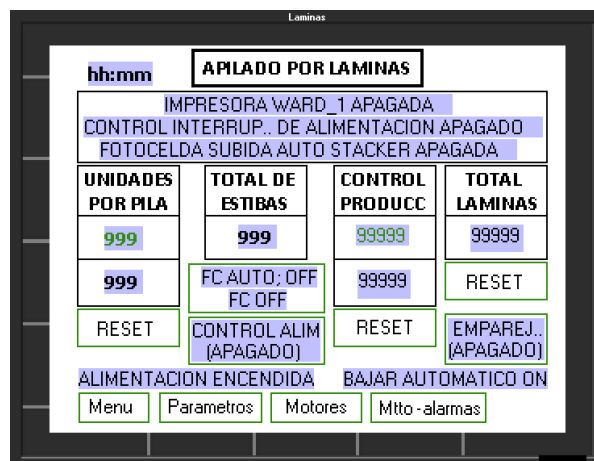 Laminas
hh:mm
APILADO POR LAMINAS
IMPRESORA WARD_1 APAGADA
CONTROL INTERRUP.. DE ALIMENTACION APAGADO
FOTOCELDA SUBIDA AUTO STACKER APAGADA
UNIDADES POR PILA
999
999
RESET
TOTAL DE ESTIBAS
999
FC AUTO; OFF
FC OFF
CONTROL ALIM
(APAGADO)
CONTROL PRODUCC
99999
99999
RESET
TOTAL LAMINAS
99999
RESET
EMPAREJ..
(APAGADO)
ALIMENTACION ENCENDIDA
BAJAR AUTOMATICO ON
Menu
Parametros
Motores
Mtto-alarmas